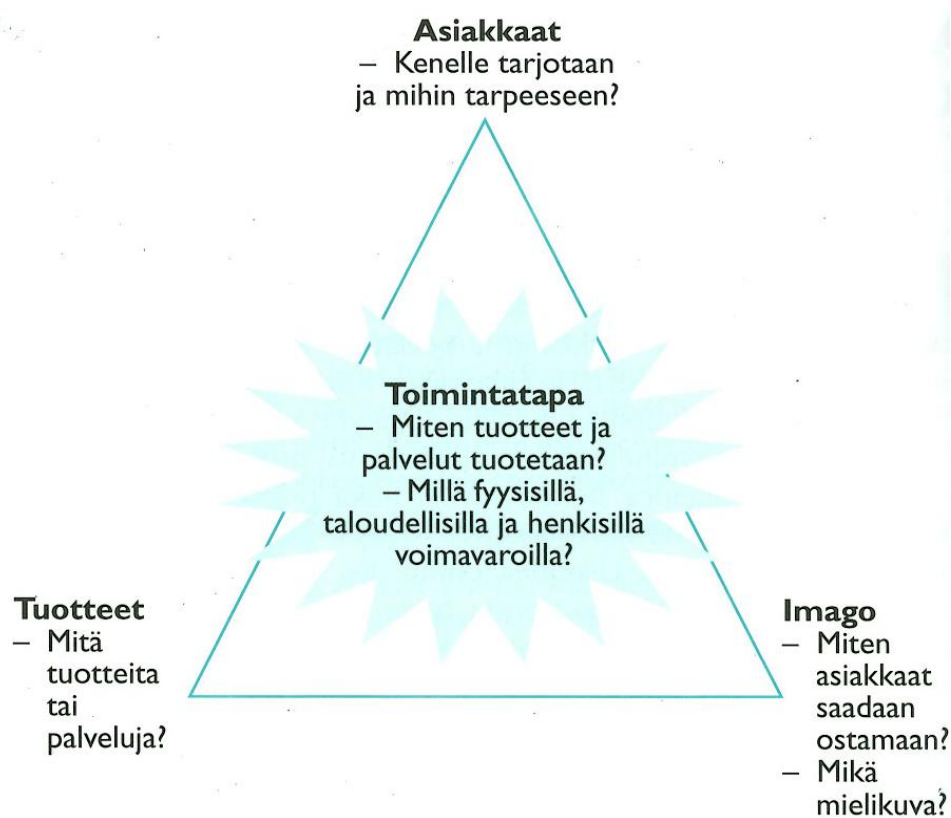 Asiakkaat
– Kenelle tarjotaan
ja mihin tarpeeseen?
Toimintatapa
– Miten tuotteet ja
palvelut tuotetaan?
– Millä fyysisillä,
taloudellisilla ja henkisillä
voimavaroilla?
Tuotteet
– Mitä
tuotteita
tai
palveluja?
Imago
– Miten
asiakkaat
saadaan
ostamaan?
– Mikä
mielikuva?